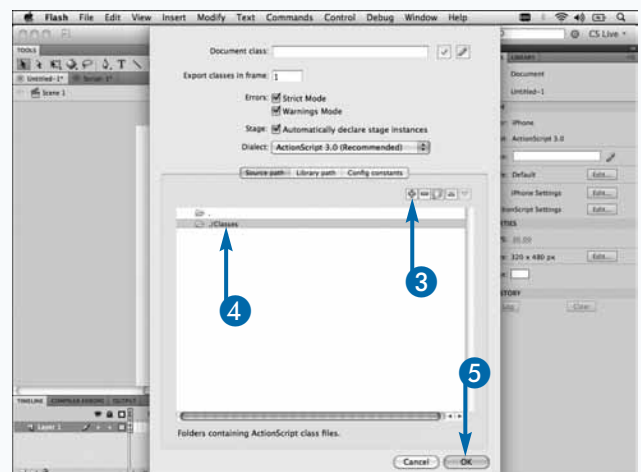 Flash File Edit View Insert Modify Text Commands Control Debug Window Help
CS Live
TOOLS
LIBRARY
Untitled-1*
Script-1*
Scene 1
Document class:
Export classes in frame: 1
Errors: Strict Mode
Warnings Mode
Stage: Automatically declare stage instances
Dialect: ActionScript 3.0 (Recommended)
Source path Library path Config constants
.
./Classes
3
4
5
Folders containing ActionScript class files.
Cancel OK
Document
Untitled-1
iPhone
ActionScript 3.0
Default Edit...
iPhone Settings Edit...
Edit...
320 x 480 px Edit...
Clear
TIMELINE COMPILER ERRORS OUTPUT
Layer 1